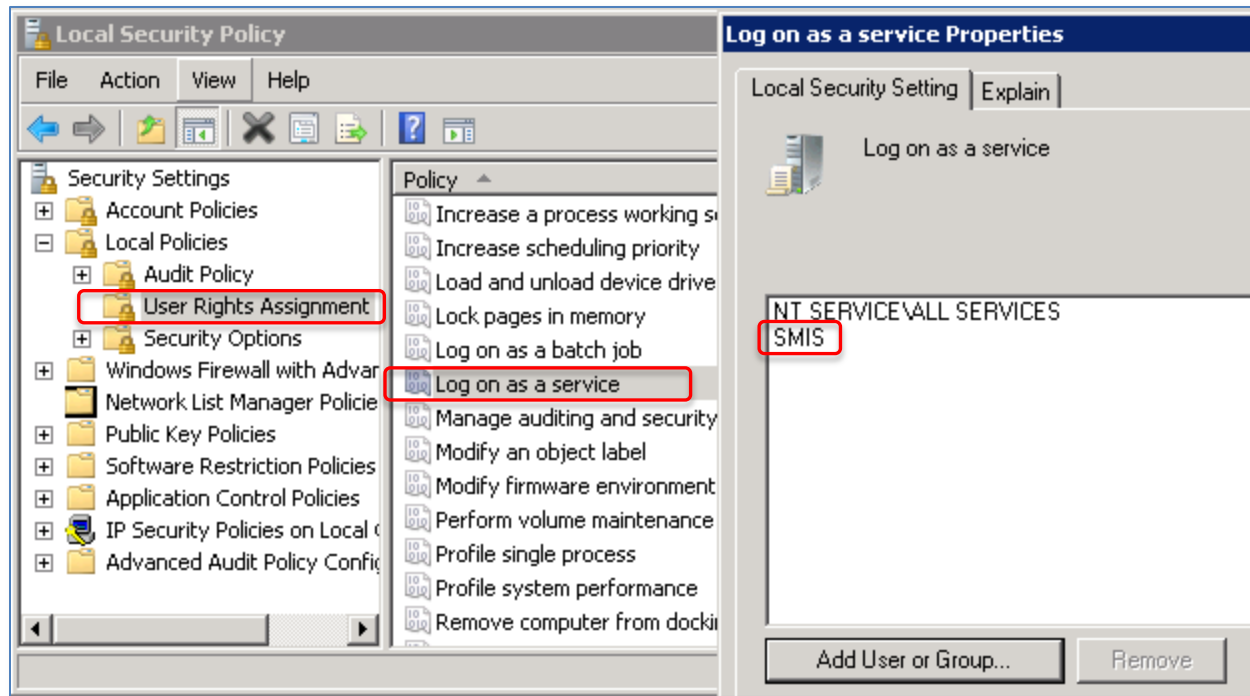 Local Security Policy
File Action View Help
Security Settings
Account Policies
Local Policies
Audit Policy
User Rights Assignment
Security Options
Windows Firewall with Advan
Network List Manager Policie
Public Key Policies
Software Restriction Policies
Application Control Policies
IP Security Policies on Local
Advanced Audit Policy Config
Policy
Increase a process working s
Increase scheduling priority
Load and unload device drive
Lock pages in memory
Log on as a batch job
Log on as a service
Manage auditing and security
Modify an object label
Modify firmware environment
Perform volume maintenance
Profile single process
Profile system performance
Remove computer from docki
Log on as a service Properties
Local Security Setting Explain
Log on as a service
NT SERVICE\ALL SERVICES
SMIS
Add User or Group... Remove